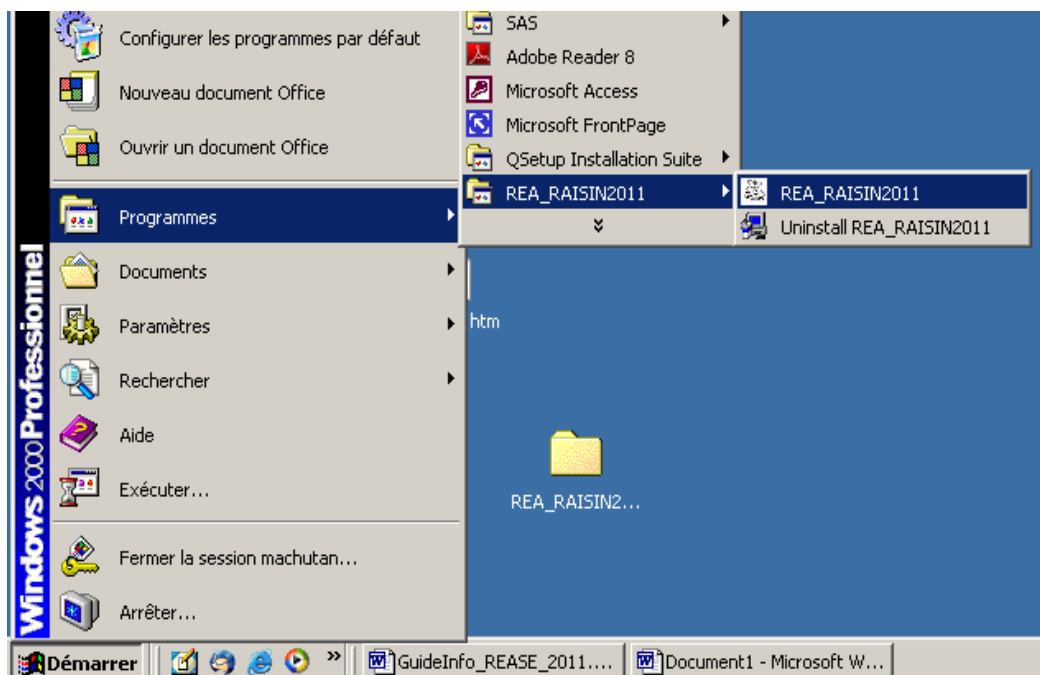 Configurer les programmes par défaut
Nouveau document Office
Ouvrir un document Office
Programmes
Documents
Paramètres
Rechercher
Aide
Exécuter...
Fermer la session machutan...
Arrêter...
Windows 2000 Professionnel
SAS
Adobe Reader 8
Microsoft Access
Microsoft FrontPage
QSetup Installation Suite
REA_RAISIN2011
REA_RAISIN2011
Uninstall REA_RAISIN2011
htm
REA_RAISIN2...
Démarrer
»
GuideInfo_REASE_2011....
Document1 - Microsoft W...